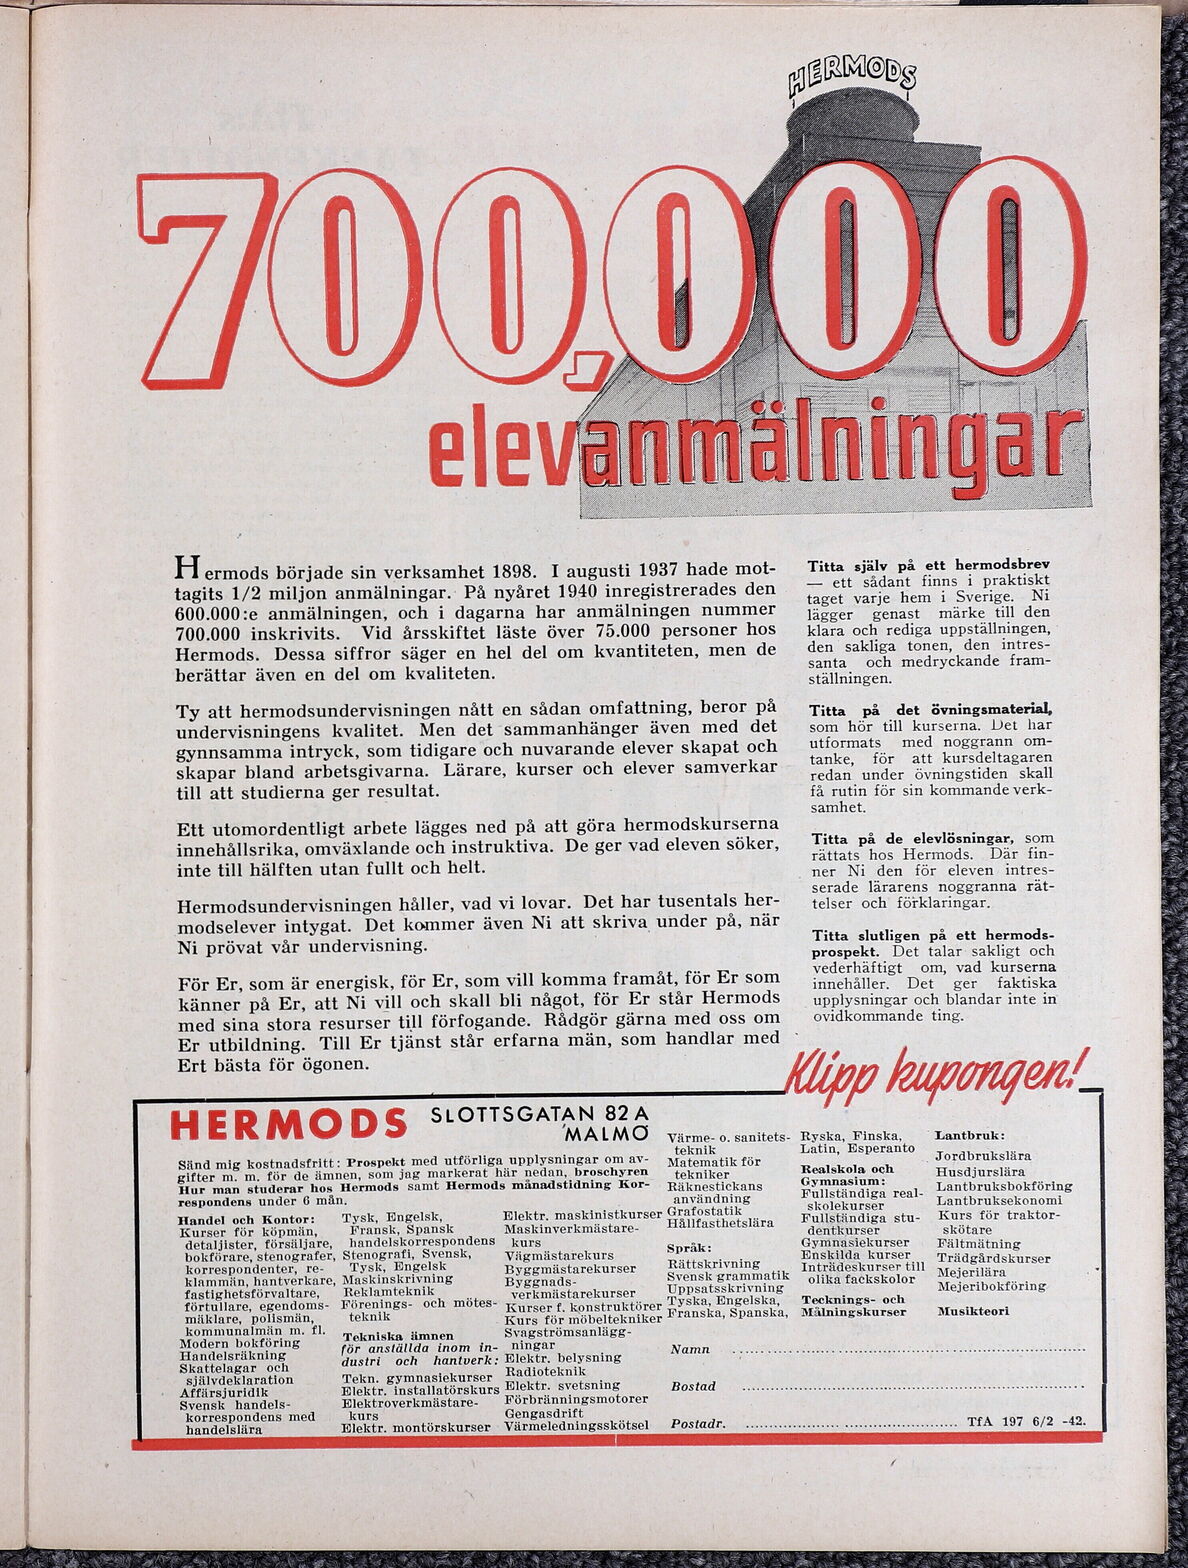 HERMODS
700,000
elevanmälningar
Hermods började sin verksamhet 1898. I augusti 1937 hade mot-
tagits 1/2 miljon anmälningar. På nyåret 1940 inregistrerades den
600.000:e anmälningen, och i dagarna har anmälningen nummer
700.000 inskrivits. Vid årsskiftet läste över 75.000 personer hos
Hermods. Dessa siffror säger en hel del om kvantiteten, men de
berättar även en del om kvaliteten.
Ty att hermodsundervisningen nått en sådan omfattning, beror på
undervisningens kvalitet. Men det sammanhänger även med det
gynnsamma intryck, som tidigare och nuvarande elever skapat och
skapar bland arbetsgivarna. Lärare, kurser och elever samverkar
till att studierna ger resultat.
Ett utomordentligt arbete lägges ned på att göra hermodskurserna
innehållsrika, omväxlande och instruktiva. De ger vad eleven söker,
inte till hälften utan fullt och helt.
Hermodsundervisningen håller, vad vi lovar. Det har tusentals her-
modselever intygat. Det kommer även Ni att skriva under på, när
Ni prövat vår undervisning.
För Er, som är energisk, för Er, som vill komma framåt, för Er som
känner på Er, att Ni vill och skall bli något, för Er står Hermods
med sina stora resurser till förfogande. Rådgör gärna med oss om
Er utbildning. Till Er tjänst står erfarna män, som handlar med
Ert bästa för ögonen.
Titta själv på ett hermodsbrev
— ett sådant finns i praktiskt
taget varje hem i Sverige. Ni
lägger genast märke till den
klara och rediga uppställningen,
den sakliga tonen, den intres-
santa och medryckande fram-
ställningen.
Titta på det övningsmaterial,
som hör till kurserna. Det har
utformats med noggrann om-
tanke, för att kursdeltagaren
redan under övningstiden skall
få rutin för sin kommande verk-
samhet.
Titta på de elevlösningar, som
rättats hos Hermods. Där fin-
ner Ni den för eleven intres-
serade lärarens noggranna rät-
telser och förklaringar.
Titta slutligen på ett hermods-
prospekt. Det talar sakligt och
vederhäftigt om, vad kurserna
innehåller. Det ger faktiska
upplysningar och blandar inte in
ovidkommande ting.
Klipp kupongen!
HERMODS SLOTTSGATAN 82 A
MALMÖ
Sänd mig kostnadsfritt: Prospekt med utförliga upplysningar om av-
gifter m. m. för de ämnen, som jag markerat här nedan, broschyren
Hur man studerar hos Hermods samt Hermods månadstidning Kor-
respondens under 6 mån.
Handel och Kontor:
Kurser för köpmän,
detaljister, försäljare,
bokförare, stenografer,
korrespondenter, re-
klammän, hantverkare,
fastighetsförvaltare,
förtullare, egendoms-
mäklare, polismän,
kommunalmän m. fl.
Modern bokföring
Handelsräkning
Skattelagar och
självdeklaration
Affärsjuridik
Svensk handels-
korrespondens med
handelslära
Tysk, Engelsk,
Fransk, Spansk
handelskorrespondens
Stenografi, Svensk,
Tysk, Engelsk
Maskinskrivning
Reklamteknik
Förenings- och mötes-
teknik
Tekniska ämnen
för anställda inom in-
dustri och hantverk:
Tekn. gymnasiekurser
Elektr. installatörskurs
Elektroverkmästare-
kurs
Elektr. montörskurser
Elektr. maskinistkurser
Maskinverkmästare-
kurs
Vägmästarekurs
Byggmästarekurser
Byggnads-
verkmästarekurser
Kurser f. konstruktörer
Kurs för möbeltekniker
Svagströmsanlägg-
ningar
Elektr. belysning
Radioteknik
Elektr. svetsning
Förbränningsmotorer
Gengasdrift
Värmeledningsskötsel
Värme- o. sanitets-
teknik
Matematik för
tekniker
Räknestickans
användning
Grafostatik
Hållfasthetslära
Språk:
Rättskrivning
Svensk grammatik
Uppsatsskrivning
Tyska, Engelska,
Franska, Spanska,
Ryska, Finska,
Latin, Esperanto
Realskola och
Gymnasium:
Fullständiga real-
skolekurser
Fullständiga stu-
dentkurser
Gymnasiekurser
Enskilda kurser
Inträdeskurser till
olika fackskolor
Tecknings- och
Målningskurser
Lantbruk:
Jordbrukslära
Husdjurslära
Lantbruksbokföring
Lantbruksekonomi
Kurs för traktor-
skötare
Fältmätning
Trädgårdskurser
Mejerilära
Mejeribokföring
Musikteori
Namn
Bostad
Postadr. TfA 197 6/2 -42.